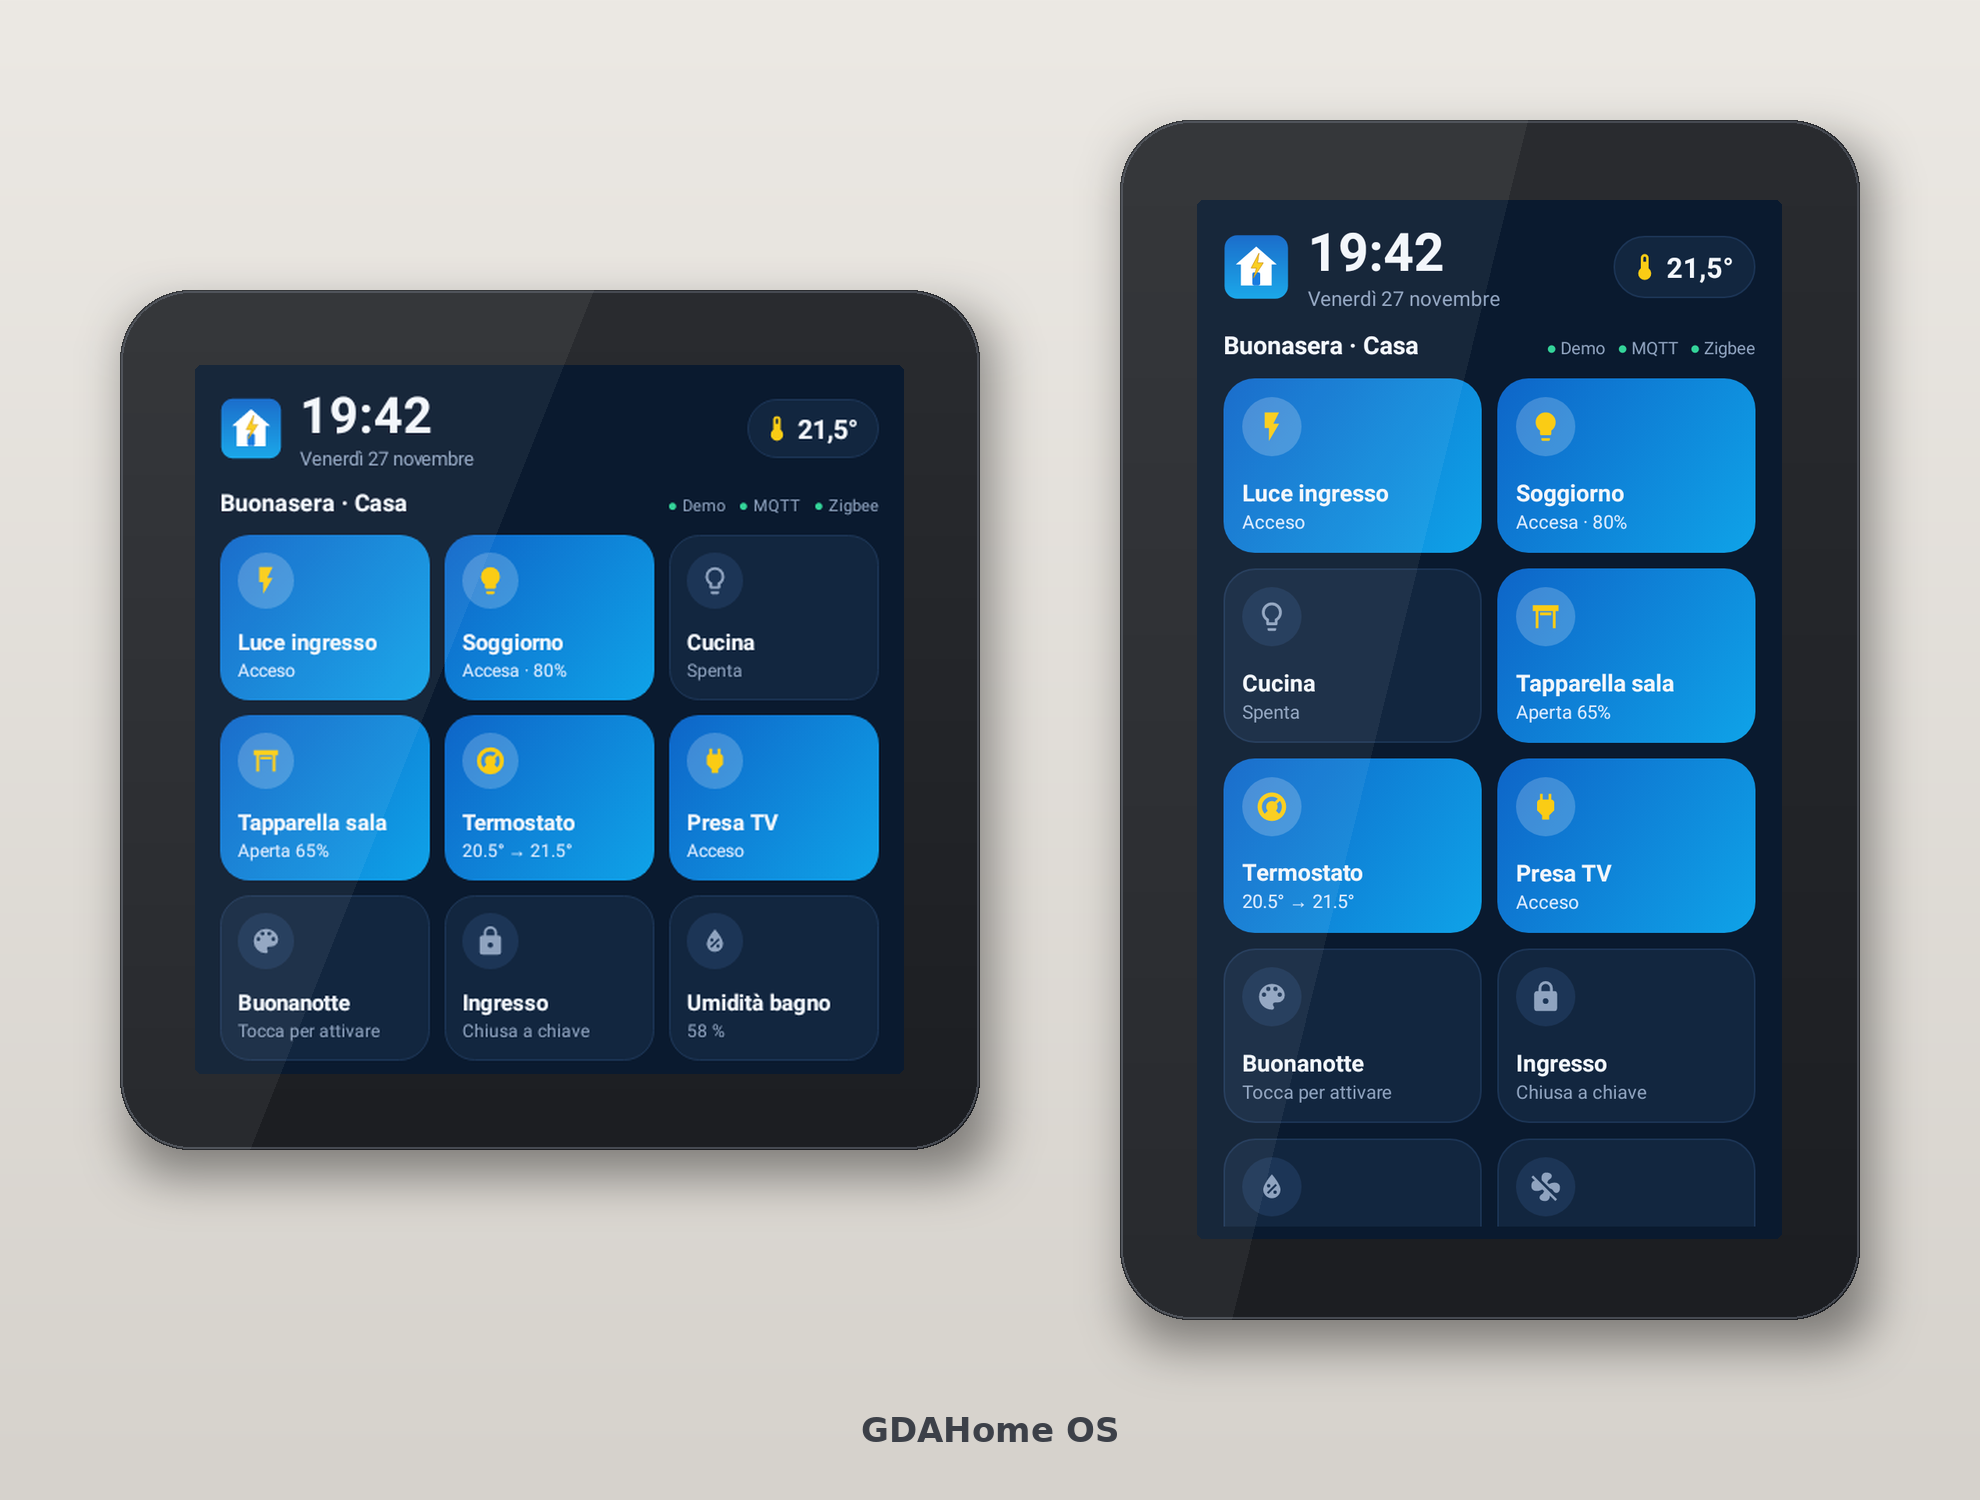 19:42
21,5°
Venerdì 27 novembre
Buonasera · Casa
Demo MQTT Zigbee
Luce ingresso
Acceso
Soggiorno
Accesa · 80%
Cucina
Spenta
Tapparella sala
Aperta 65%
Termostato
20.5° → 21.5°
Presa TV
Acceso
Buonanotte
Tocca per attivare
Ingresso
Chiusa a chiave
Umidità bagno
58 %
19:42
21,5°
Venerdì 27 novembre
Buonasera · Casa
Demo MQTT Zigbee
Luce ingresso
Acceso
Soggiorno
Accesa · 80%
Cucina
Spenta
Tapparella sala
Aperta 65%
Termostato
20.5° → 21.5°
Presa TV
Acceso
Buonanotte
Tocca per attivare
Ingresso
Chiusa a chiave
GDAHome OS